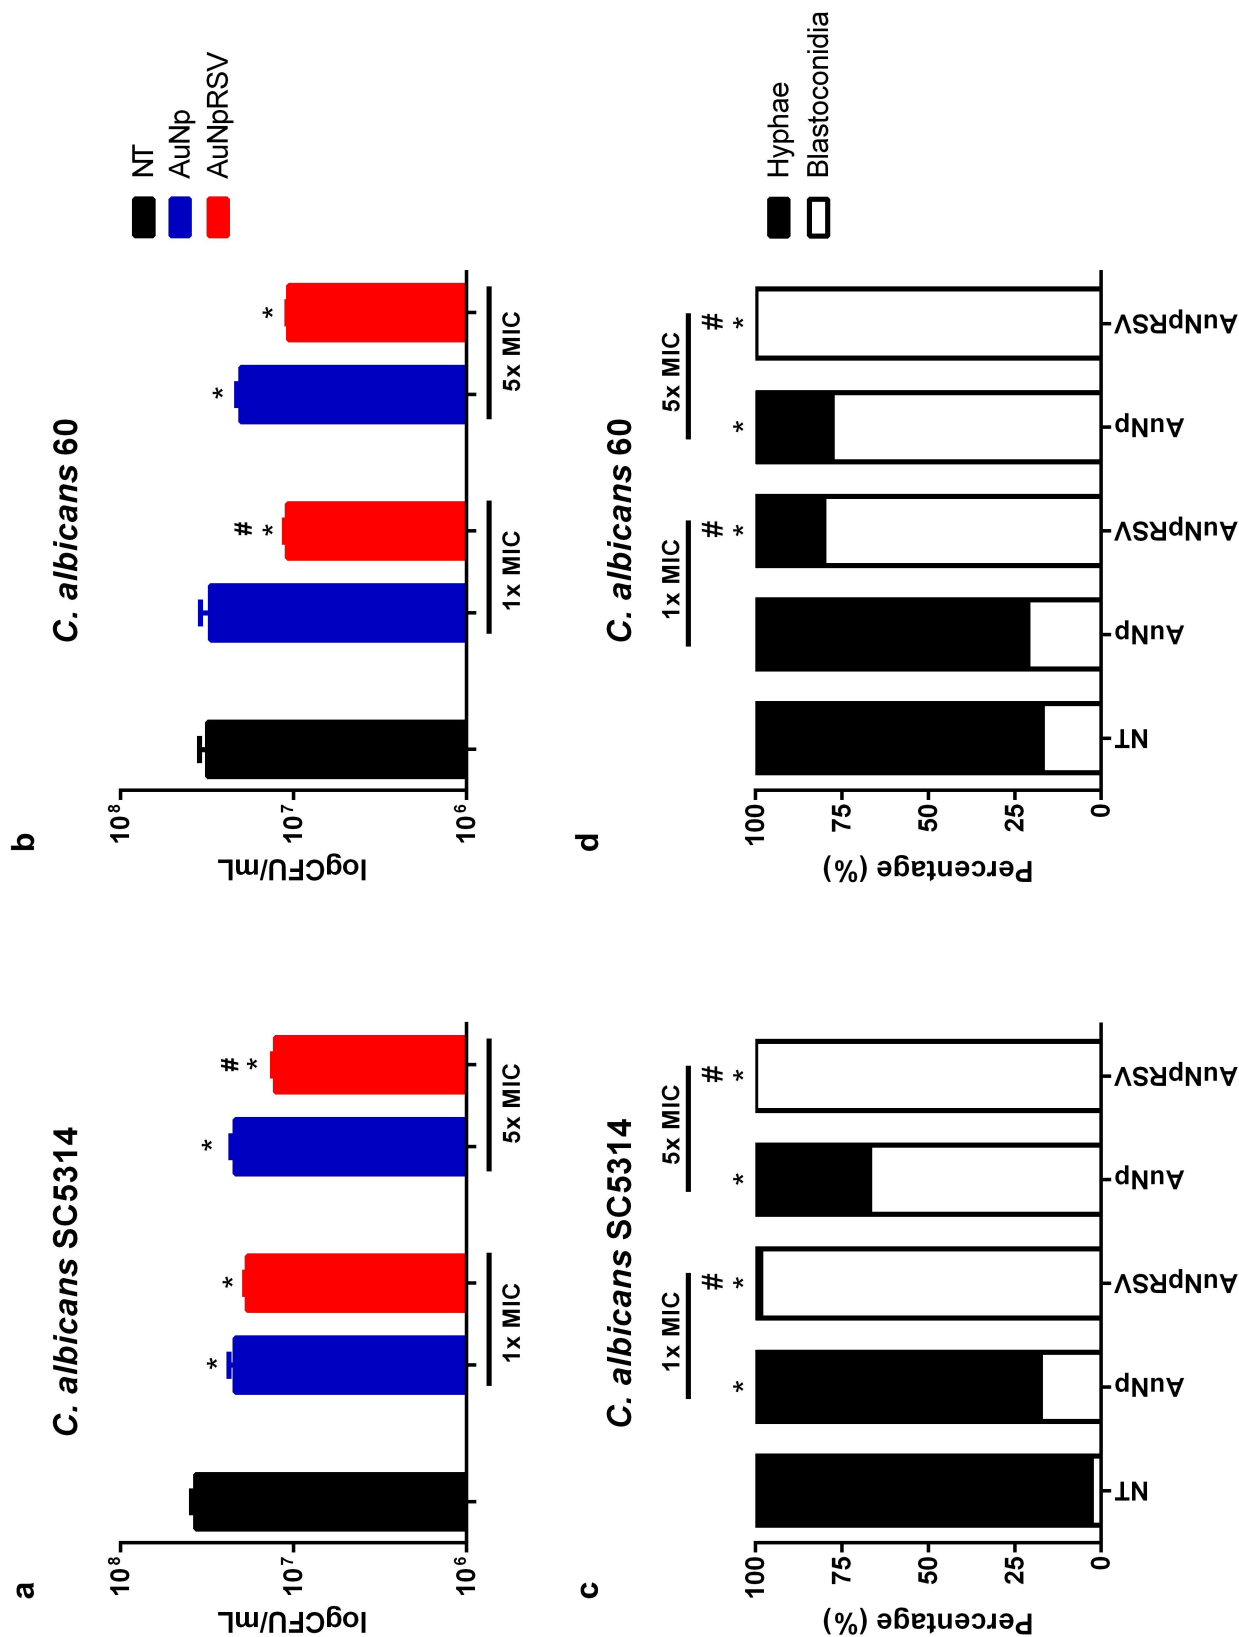 a
C. albicans SC5314
logCFU/mL
10⁸
10⁷
10⁶
*
*
*
# *
1x MIC
5x MIC
b
C. albicans 60
logCFU/mL
10⁸
10⁷
10⁶
# *
*
*
1x MIC
5x MIC
NT
AuNp
AuNpRSV
c
C. albicans SC5314
Percentage (%)
100
75
50
25
0
1x MIC
5x MIC
*
# *
*
# *
NT
AuNp
AuNpRSV
AuNp
AuNpRSV
d
C. albicans 60
Percentage (%)
100
75
50
25
0
1x MIC
5x MIC
# *
*
# *
NT
AuNp
AuNpRSV
AuNp
AuNpRSV
Hyphae
Blastoconidia